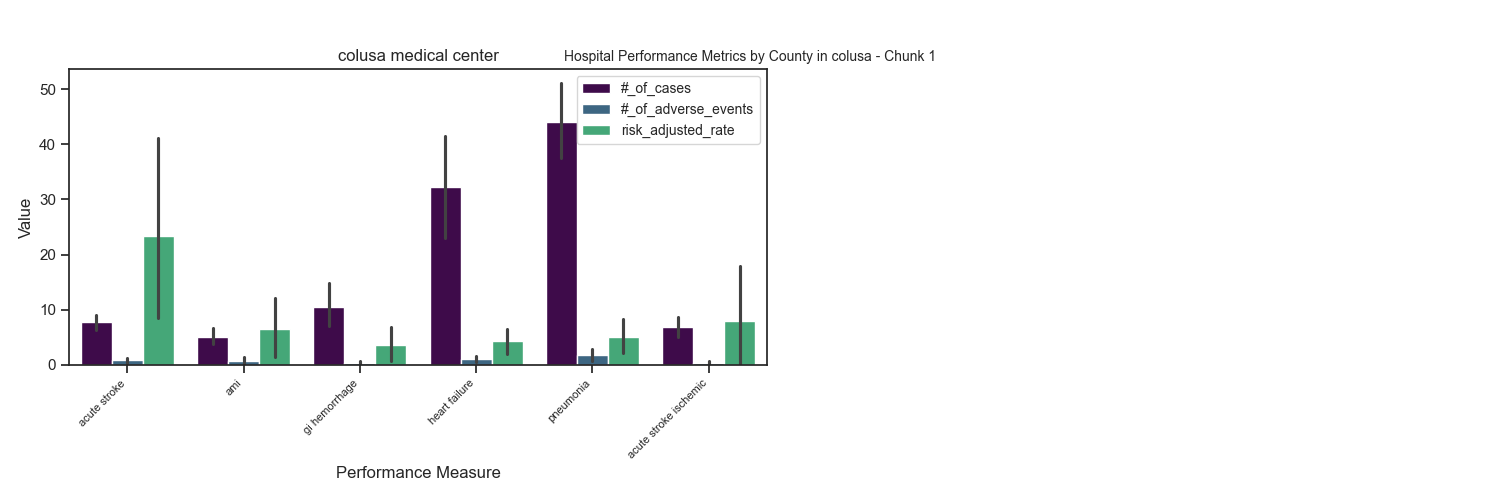 Hospital Performance Metrics by County in colusa - Chunk 1
colusa medical center
#_of_cases
#_of_adverse_events
risk_adjusted_rate
Value
50
40
30
20
10
0
acute stroke
ami
gi hemorrhage
heart failure
pneumonia
acute stroke ischemic
Performance Measure